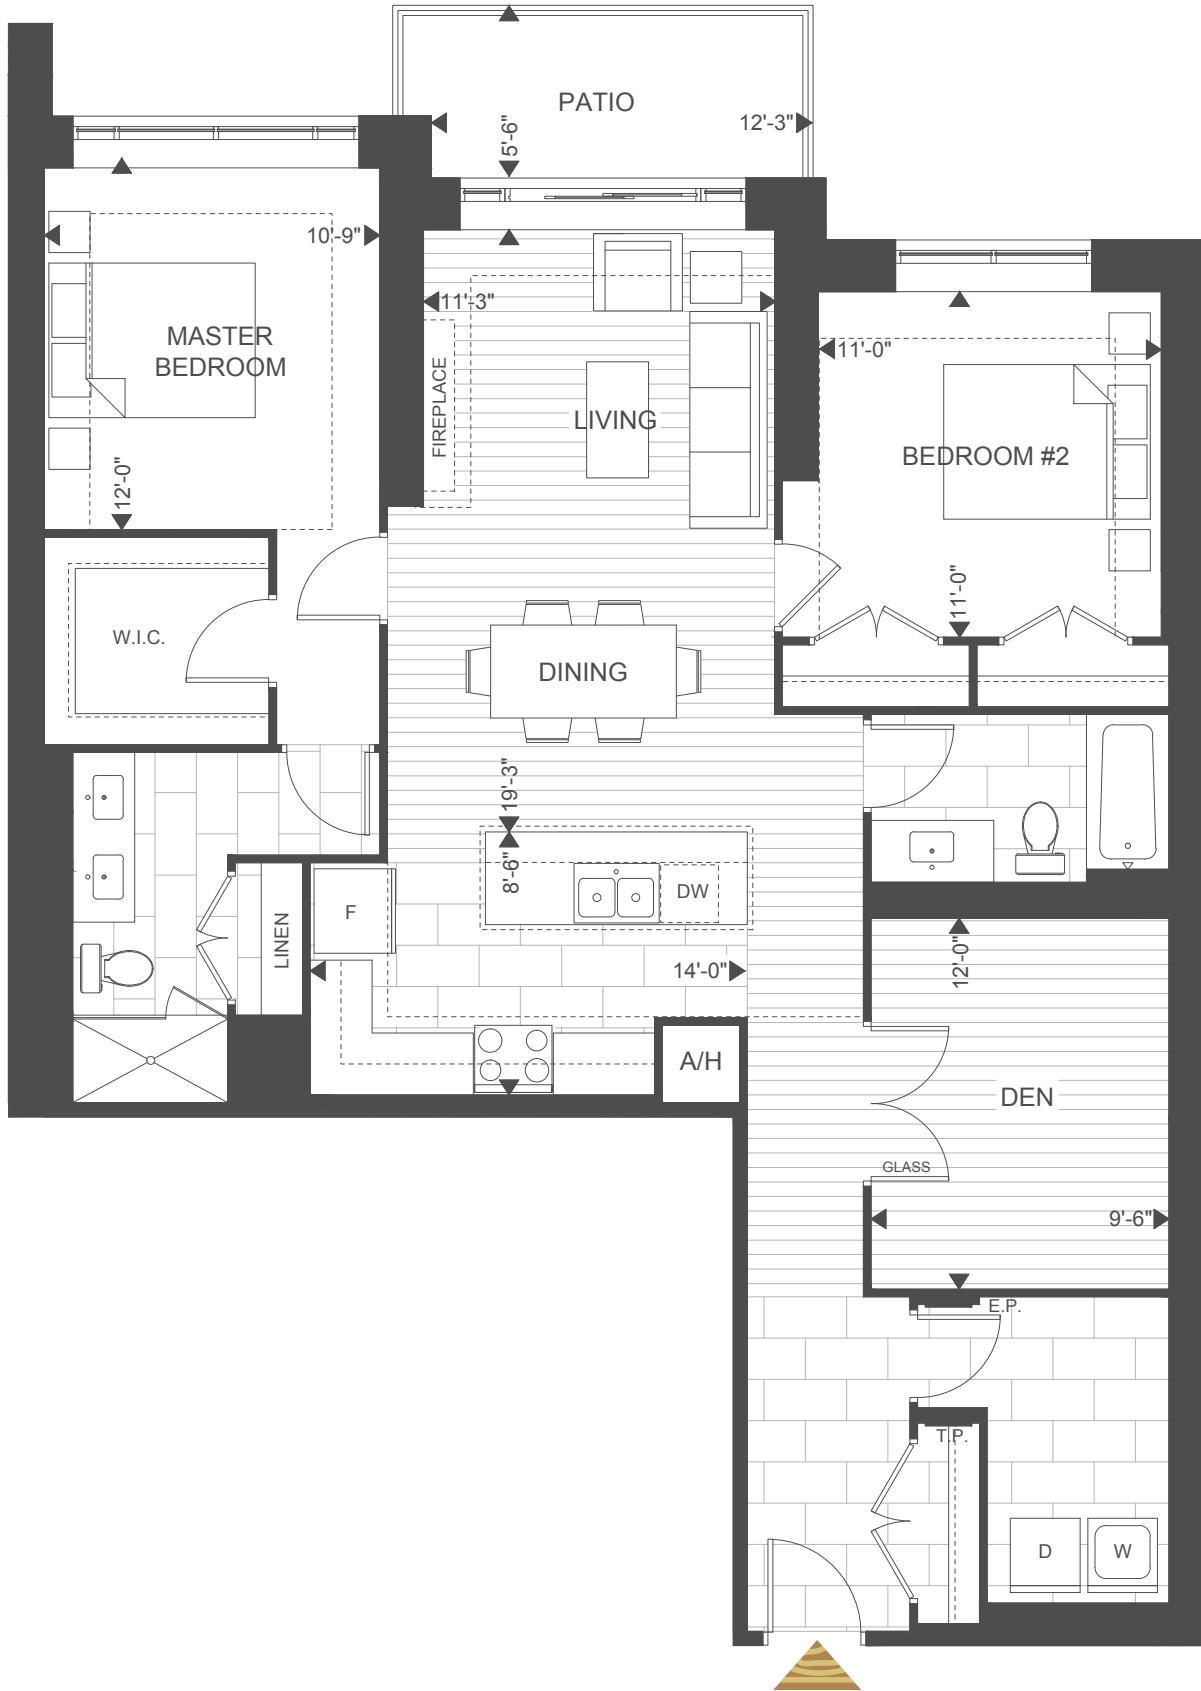 PATIO
12'-3"
5'-6"
10'-9"
MASTER
BEDROOM
12'-0"
11'-3"
FIREPLACE
LIVING
11'-0"
BEDROOM #2
11'-0"
W.I.C.
DINING
19'-3"
8'-6"
DW
F
LINEN
14'-0"
A/H
12'-0"
DEN
GLASS
9'-6"
E.P.
T.P.
D
W